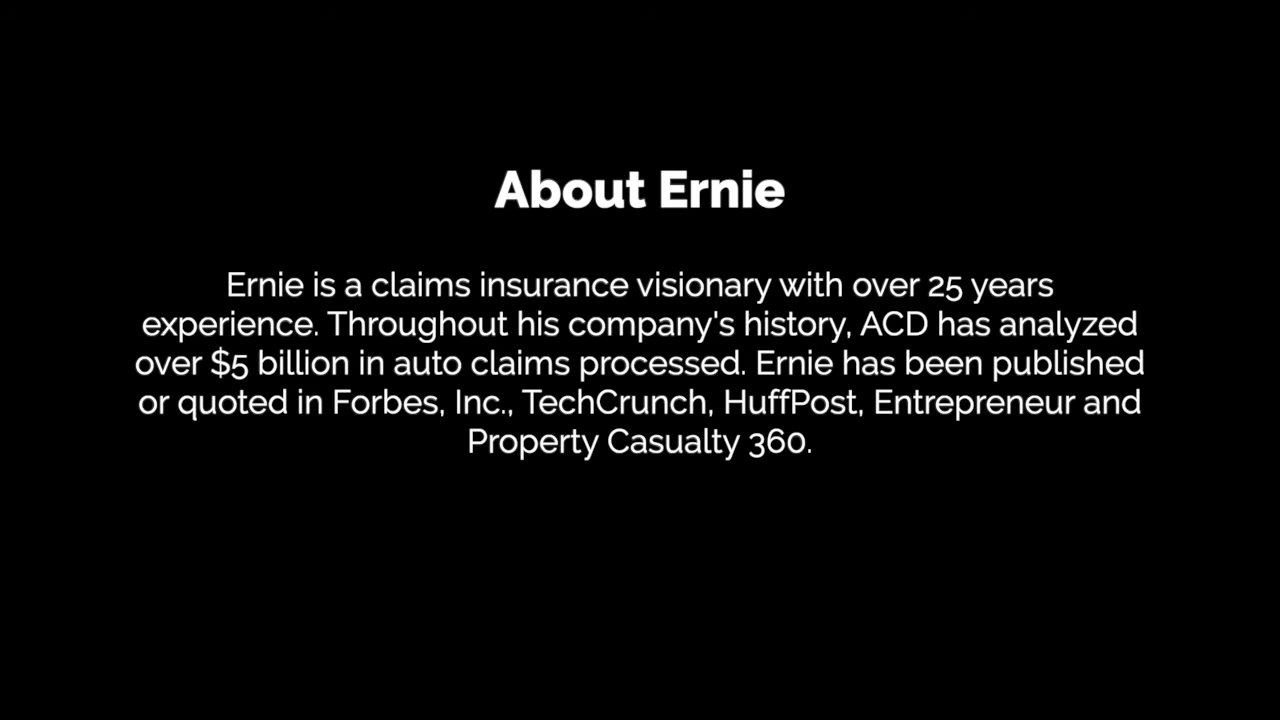 About Ernie
Ernie is a claims insurance visionary with over 25 years
experience. Throughout his company's history, ACD has analyzed
over $5 billion in auto claims processed. Ernie has been published
or quoted in Forbes, Inc., TechCrunch, HuffPost, Entrepreneur and
Property Casualty 360.